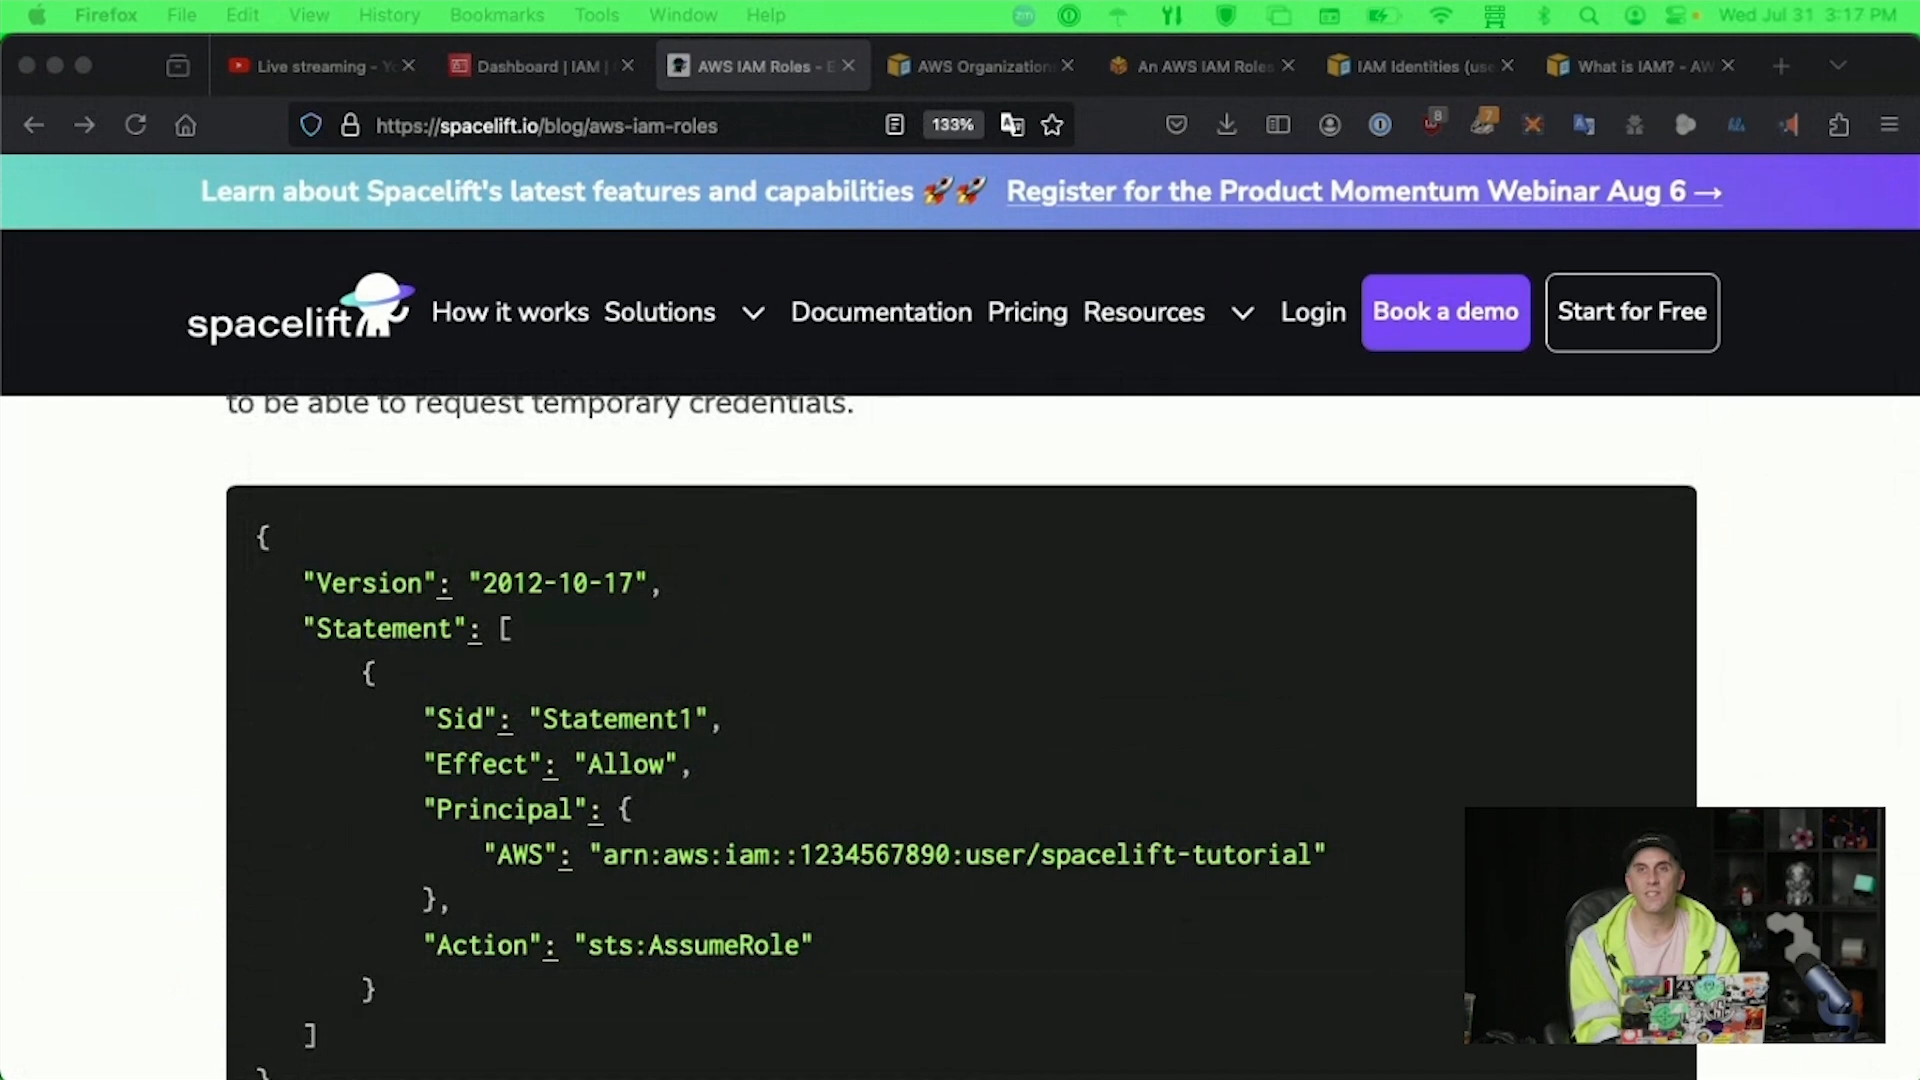 Firefox File Edit View History Bookmarks Tools Window Help zm Wed Jul 31 3:17 PM
Live streaming - Dashboard | IAM | AWS IAM Roles - E AWS Organization An AWS IAM Roles IAM Identities (use What is IAM? - AW
https://spacelift.io/blog/aws-iam-roles 133% 8 7
Learn about Spacelift's latest features and capabilities 🚀🚀 Register for the Product Momentum Webinar Aug 6 →
spacelift How it works Solutions Documentation Pricing Resources Login Book a demo Start for Free
to be able to request temporary credentials.
{
"Version": "2012-10-17",
"Statement": [
{
"Sid": "Statement1",
"Effect": "Allow",
"Principal": {
"AWS": "arn:aws:iam::1234567890:user/spacelift-tutorial"
},
"Action": "sts:AssumeRole"
}
]
}